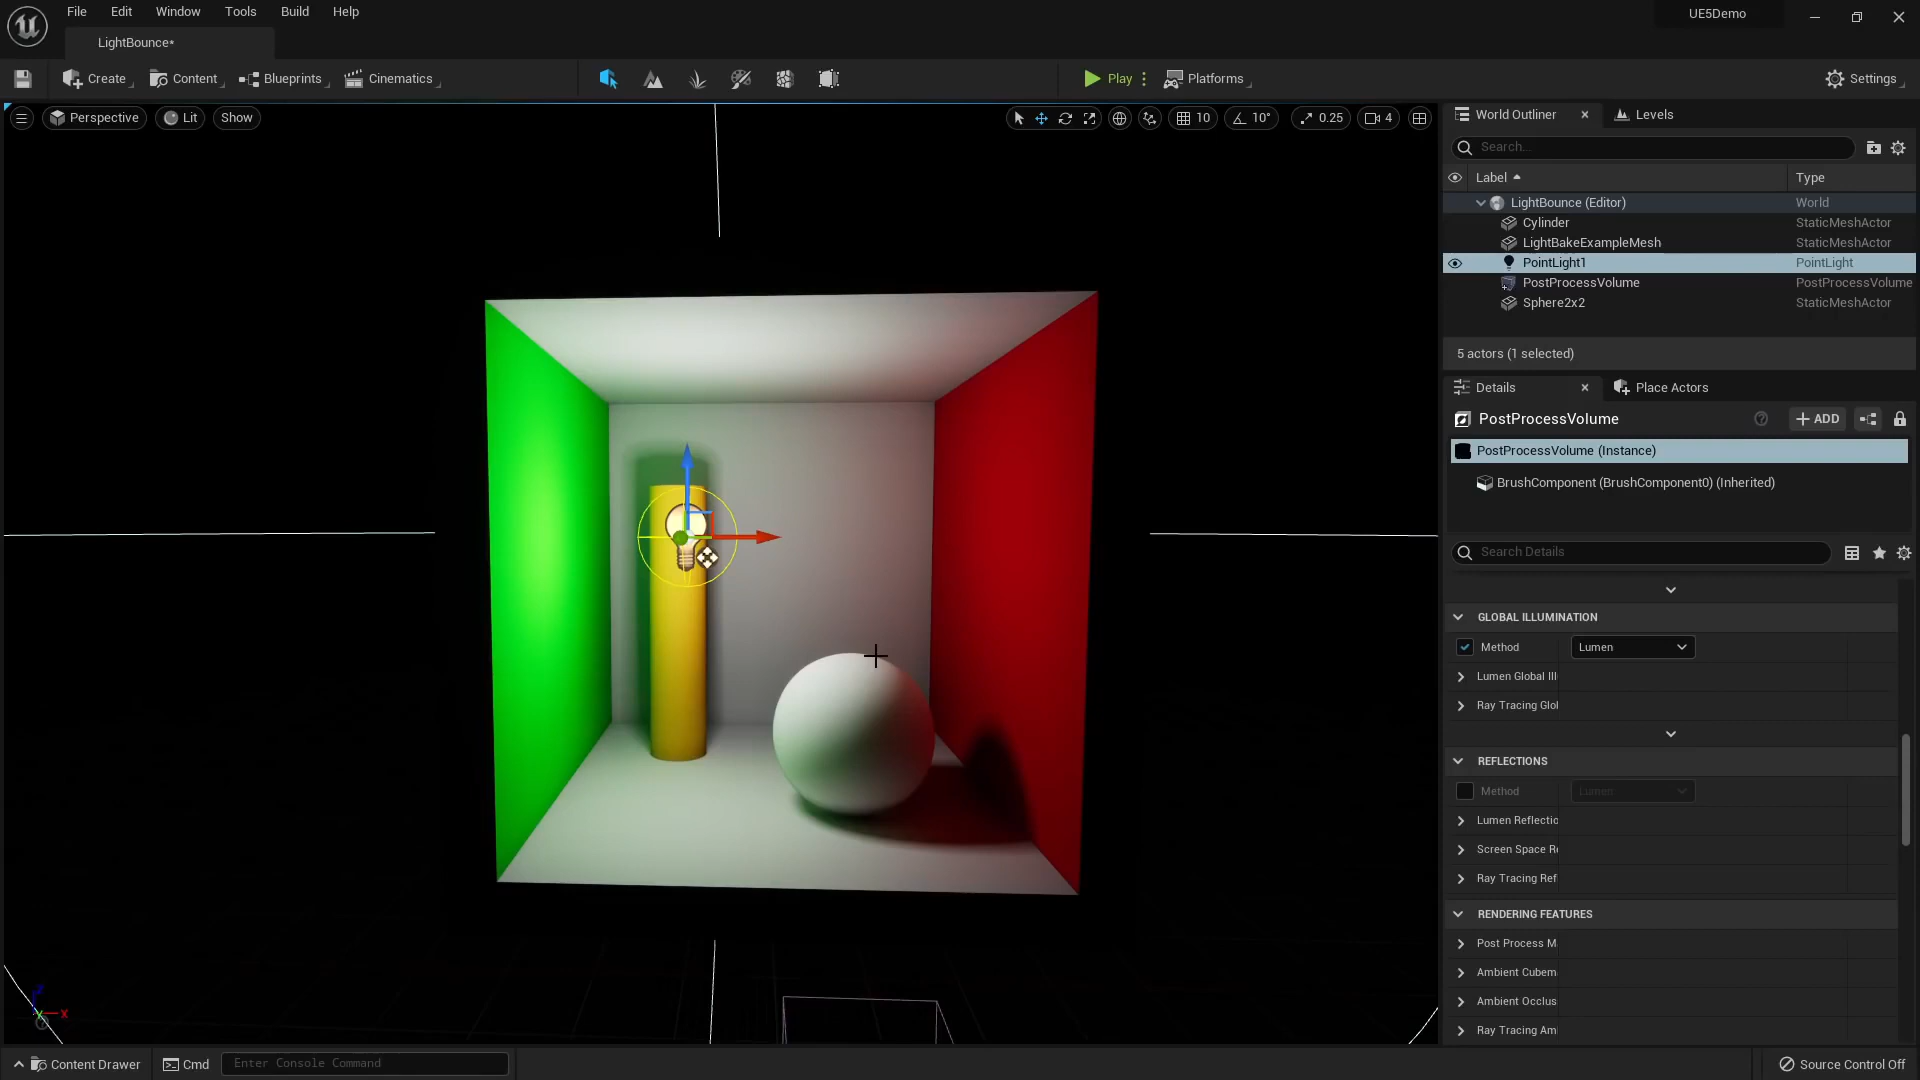 File Edit Window Tools Build Help
UE5Demo
LightBounce*
Create Content Blueprints Cinematics Play Platforms Settings
Perspective Lit Show 10 10° 0.25 4
World Outliner Levels
Search...
Label Type
LightBounce (Editor) World
Cylinder StaticMeshActor
LightBakeExampleMesh StaticMeshActor
PointLight1 PointLight
PostProcessVolume PostProcessVolume
Sphere2x2 StaticMeshActor
5 actors (1 selected)
Details Place Actors
PostProcessVolume ADD
PostProcessVolume (Instance)
BrushComponent (BrushComponent0) (Inherited)
Search Details
GLOBAL ILLUMINATION
Method Lumen
Lumen Global Ill
Ray Tracing Glo
REFLECTIONS
Method Lumen
Lumen Reflectio
Screen Space R
Ray Tracing Ref
RENDERING FEATURES
Post Process M
Ambient Cubem
Ambient Occlus
Ray Tracing Am
Z
X
Content Drawer Cmd Enter Console Command Source Control Off